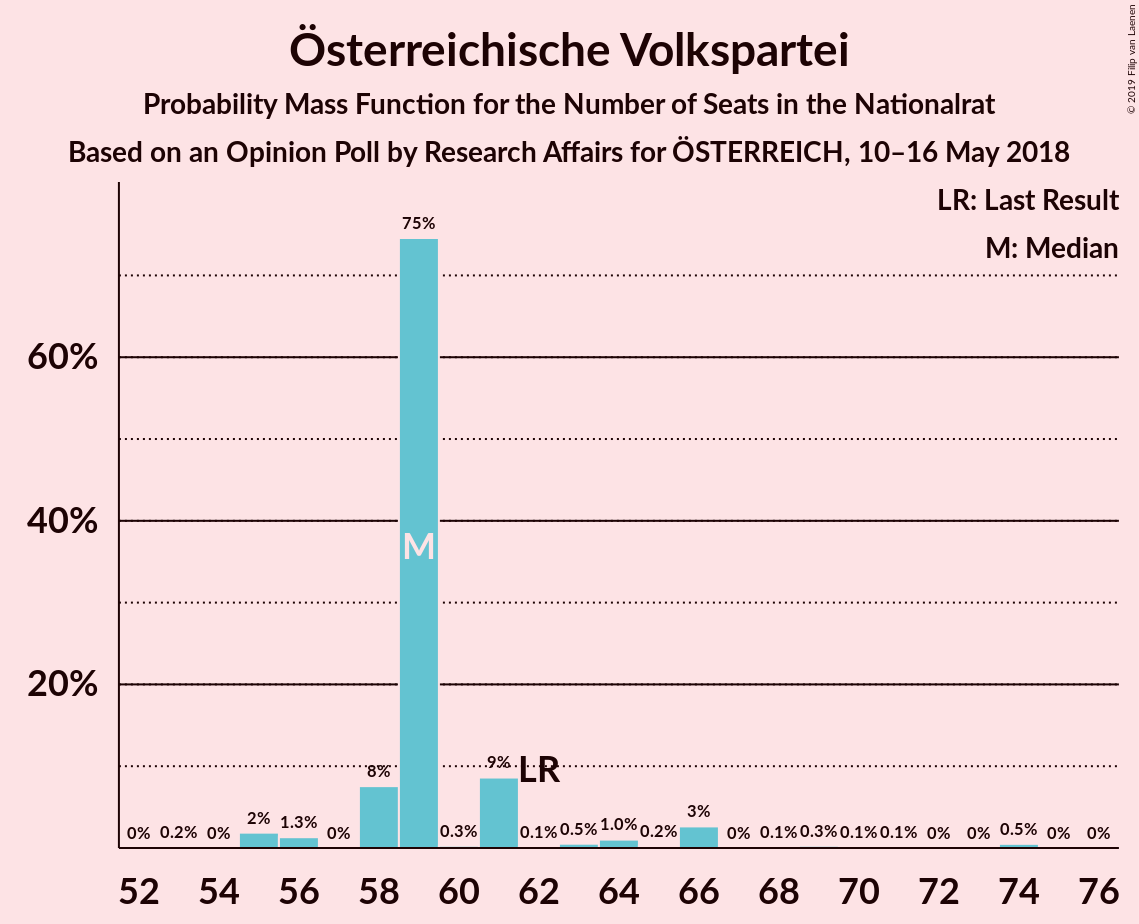 Österreichische Volkspartei
Probability Mass Function for the Number of Seats in the Nationalrat
Based on an Opinion Poll by Research Affairs for ÖSTERREICH, 10–16 May 2018
© 2019 Filip van Laenen
LR: Last Result
M: Median
75%
60%
40%
M
20%
8% 9% LR
0% 0.2% 0% 2% 1.3% 0% 0.3% 0.1% 0.5% 1.0% 0.2% 3% 0% 0.1% 0.3% 0.1% 0.1% 0% 0% 0.5% 0% 0%
52 54 56 58 60 62 64 66 68 70 72 74 76